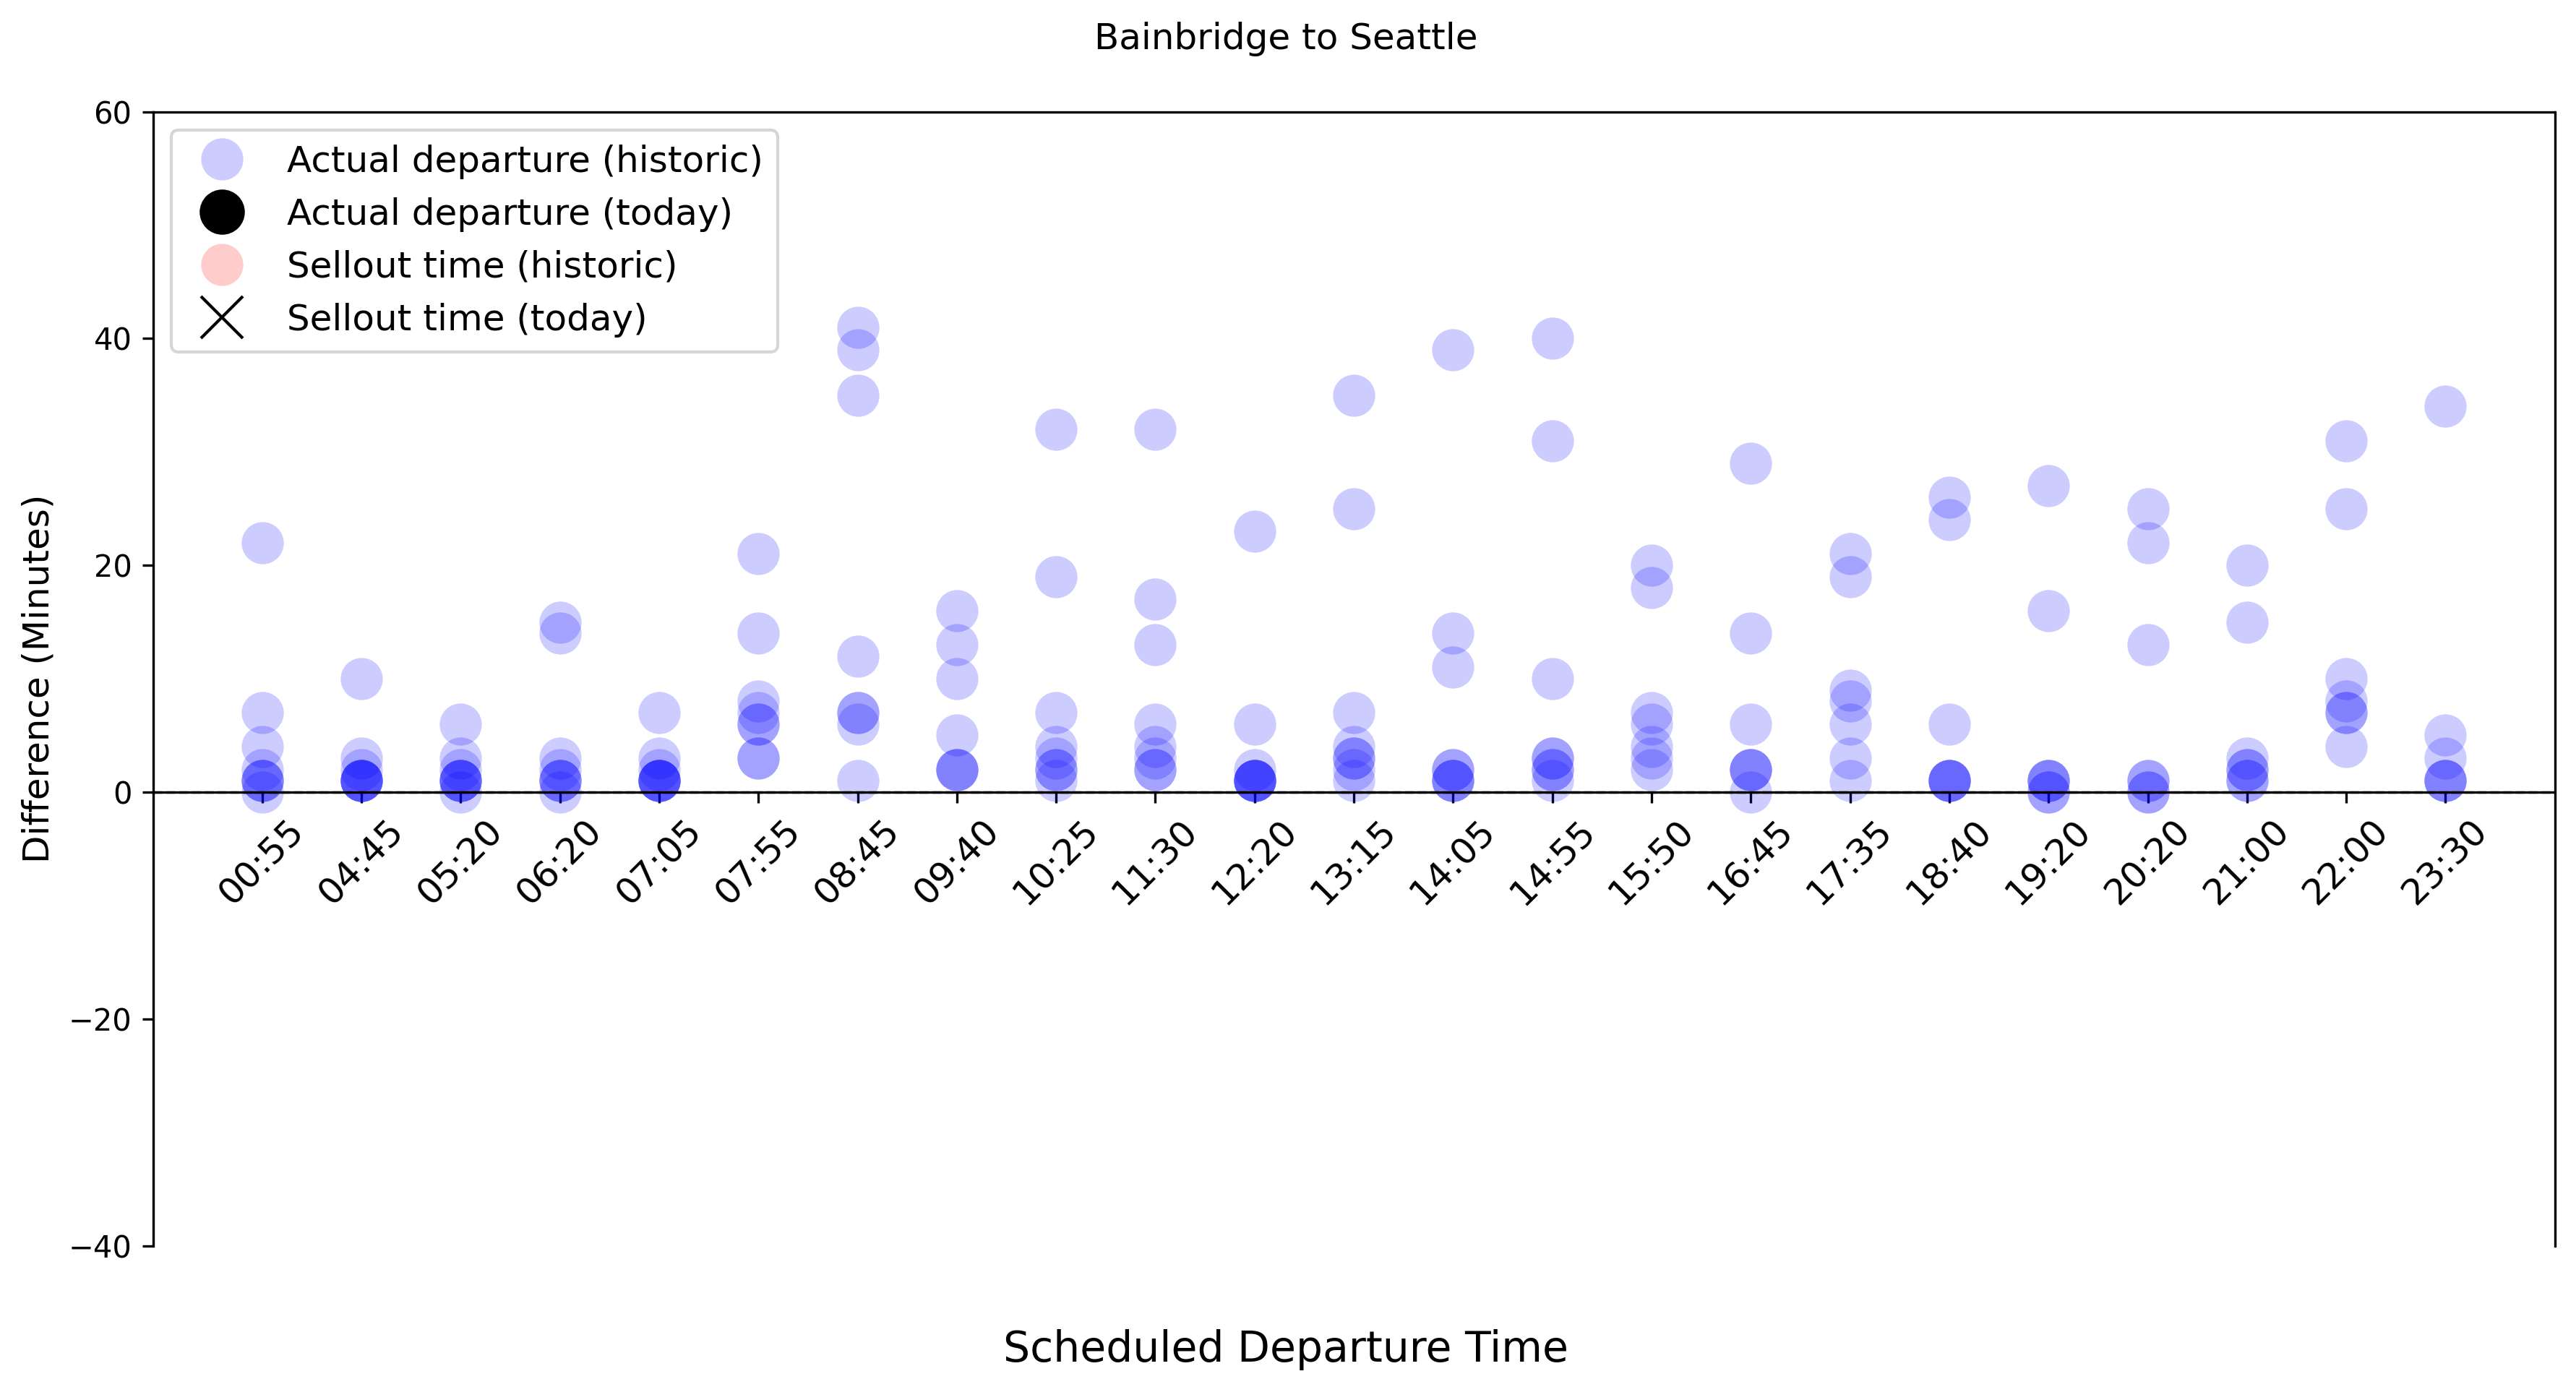 Bainbridge to Seattle
60
40
20
0
−20
−40
Difference (Minutes)
Actual departure (historic)
Actual departure (today)
Sellout time (historic)
Sellout time (today)
00:55 04:45 05:20 06:20 07:05 07:55 08:45 09:40 10:25 11:30 12:20 13:15 14:05 14:55 15:50 16:45 17:35 18:40 19:20 20:20 21:00 22:00 23:30
Scheduled Departure Time